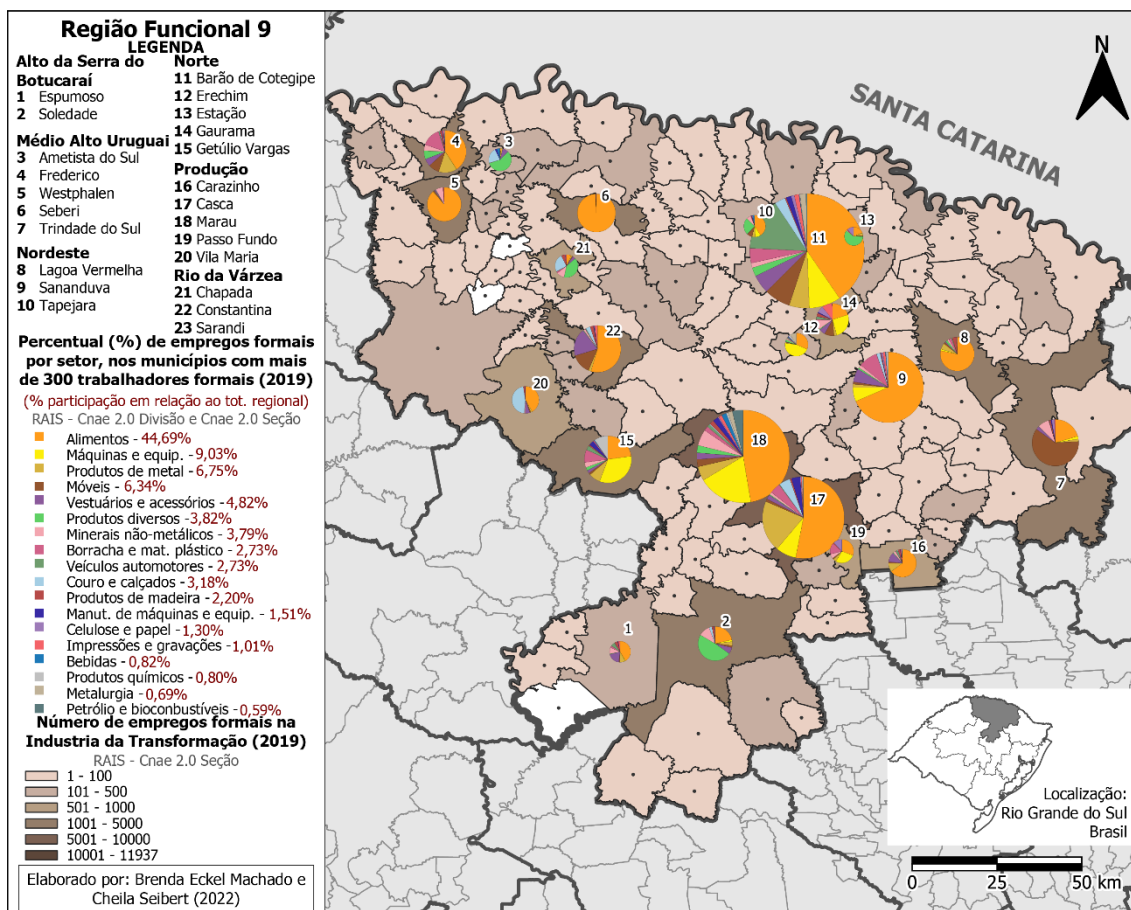 Região Funcional 9
LEGENDA
Alto da Serra do
Botucaraí
1 Espumoso
2 Soledade
Médio Alto Uruguai
3 Ametista do Sul
4 Frederico
5 Westphalen
6 Seberi
7 Trindade do Sul
Nordeste
8 Lagoa Vermelha
9 Sananduva
10 Tapejara
Norte
11 Barão de Cotegipe
12 Erechim
13 Estação
14 Gaurama
15 Getúlio Vargas
Produção
16 Carazinho
17 Casca
18 Marau
19 Passo Fundo
20 Vila Maria
Rio da Várzea
21 Chapada
22 Constantina
23 Sarandi
Percentual (%) de empregos formais
por setor, nos municípios com mais
de 300 trabalhadores formais (2019)
(% participação em relação ao tot. regional)
RAIS - Cnae 2.0 Divisão e Cnae 2.0 Seção
Alimentos - 44,69%
Máquinas e equip. - 9,03%
Produtos de metal - 6,75%
Móveis - 6,34%
Vestuários e acessórios - 4,82%
Produtos diversos - 3,82%
Minerais não-metálicos - 3,79%
Borracha e mat. plástico - 2,73%
Veículos automotores - 2,73%
Couro e calçados - 3,18%
Produtos de madeira - 2,20%
Manut. de máquinas e equip. - 1,51%
Celulose e papel - 1,30%
Impressões e gravações - 1,01%
Bebidas - 0,82%
Produtos químicos - 0,80%
Metalurgia - 0,69%
Petrólio e bioconbustíveis - 0,59%
Número de empregos formais na
Industria da Transformação (2019)
RAIS - Cnae 2.0 Seção
1 - 100
101 - 500
501 - 1000
1001 - 5000
5001 - 10000
10001 - 11937
Elaborado por: Brenda Eckel Machado e
Cheila Seibert (2022)
N
SANTA CATARINA
4
3
5
6
10
13
11
21
14
12
22
8
20
9
15
18
7
17
19
16
1
2
Localização:
Rio Grande do Sul
Brasil
0 25 50 km